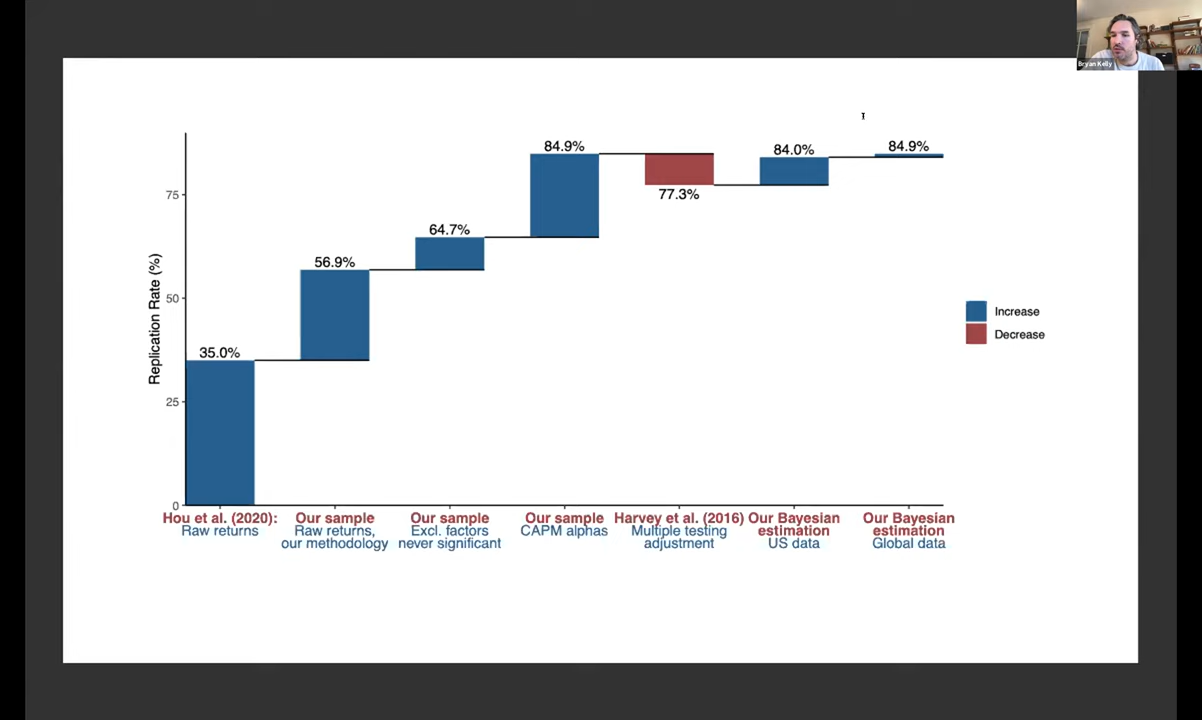 Bryan Kelly
84.9%
84.0%
84.9%
77.3%
75
64.7%
56.9%
50
Replication Rate (%)
Increase
Decrease
35.0%
25
0
Hou et al. (2020):
Raw returns
Our sample
Raw returns,
our methodology
Our sample
Excl. factors
never significant
Our sample
CAPM alphas
Harvey et al. (2016)
Multiple testing
adjustment
Our Bayesian
estimation
US data
Our Bayesian
estimation
Global data